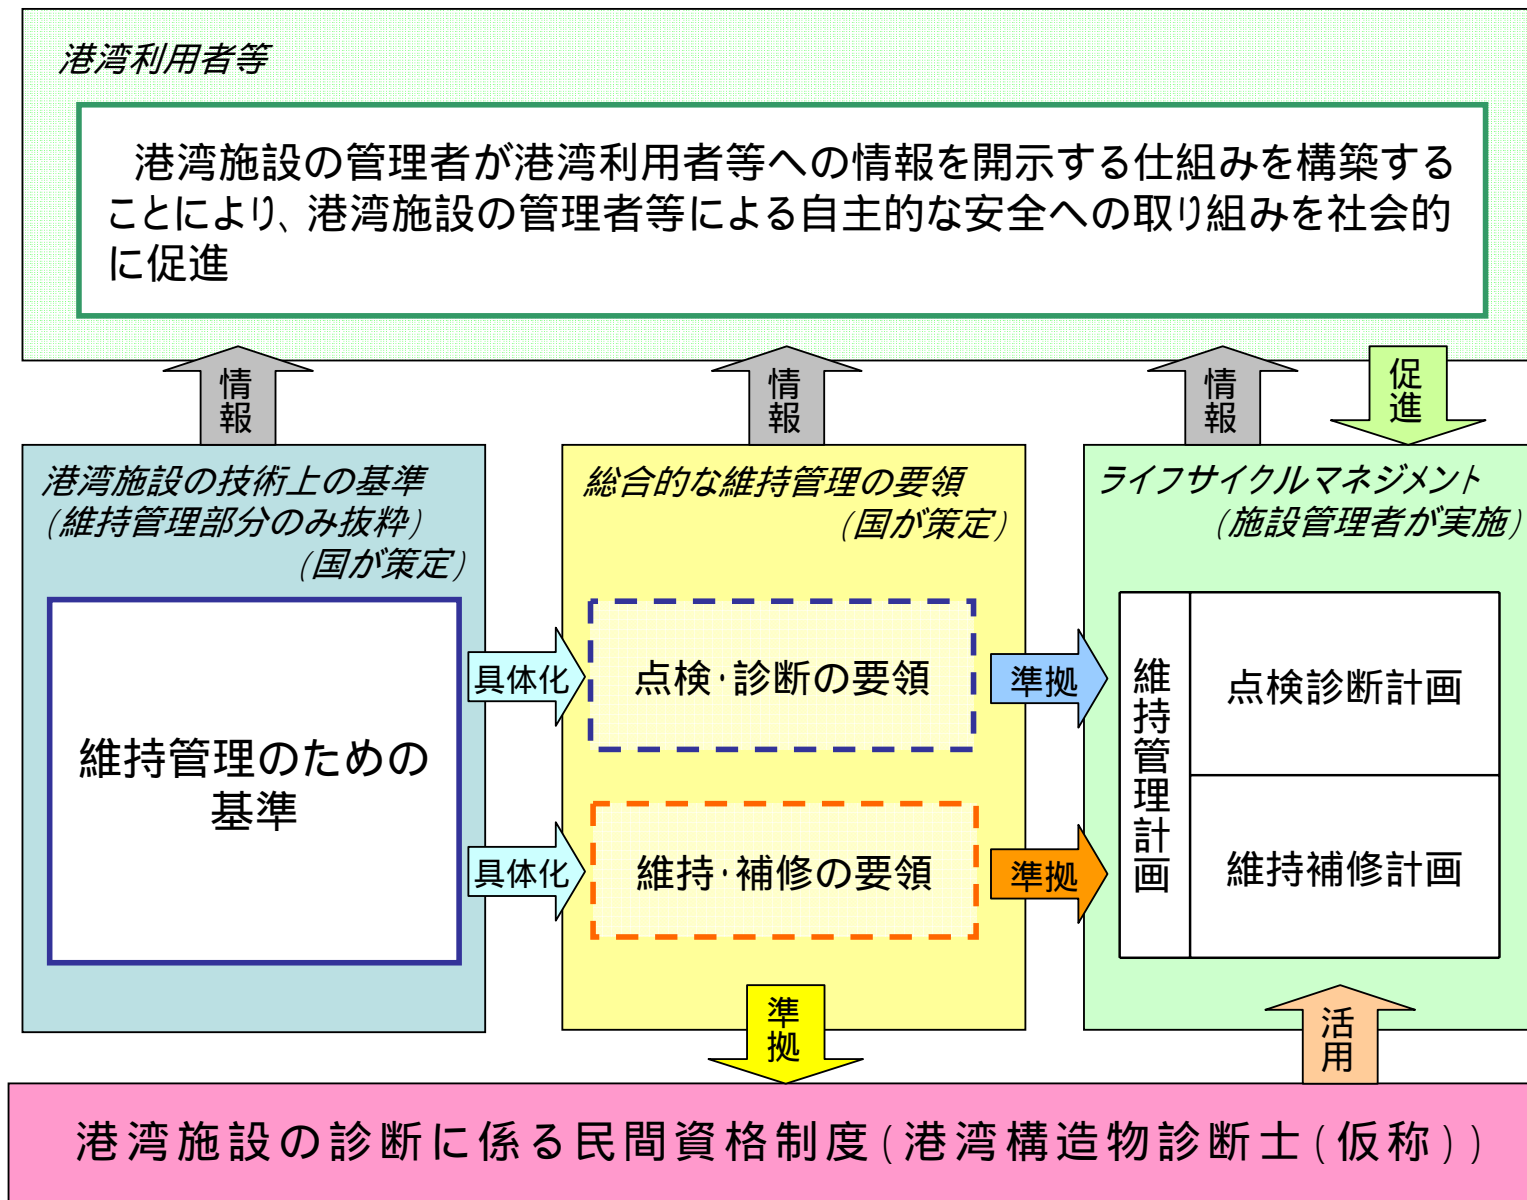 港湾利用者等
港湾施設の管理者が港湾利用者等への情報を開示する仕組みを構築する
ことにより、港湾施設の管理者等による自主的な安全への取り組みを社会的
に促進
情報
情報
情報
促進
港湾施設の技術上の基準
(維持管理部分のみ抜粋)
(国が策定)
維持管理のための
基準
具体化
具体化
総合的な維持管理の要領
(国が策定)
点検・診断の要領
維持・補修の要領
準拠
準拠
ライフサイクルマネジメント
(施設管理者が実施)
維持管理計画
点検診断計画
維持補修計画
準拠
活用
港湾施設の診断に係る民間資格制度(港湾構造物診断士(仮称))